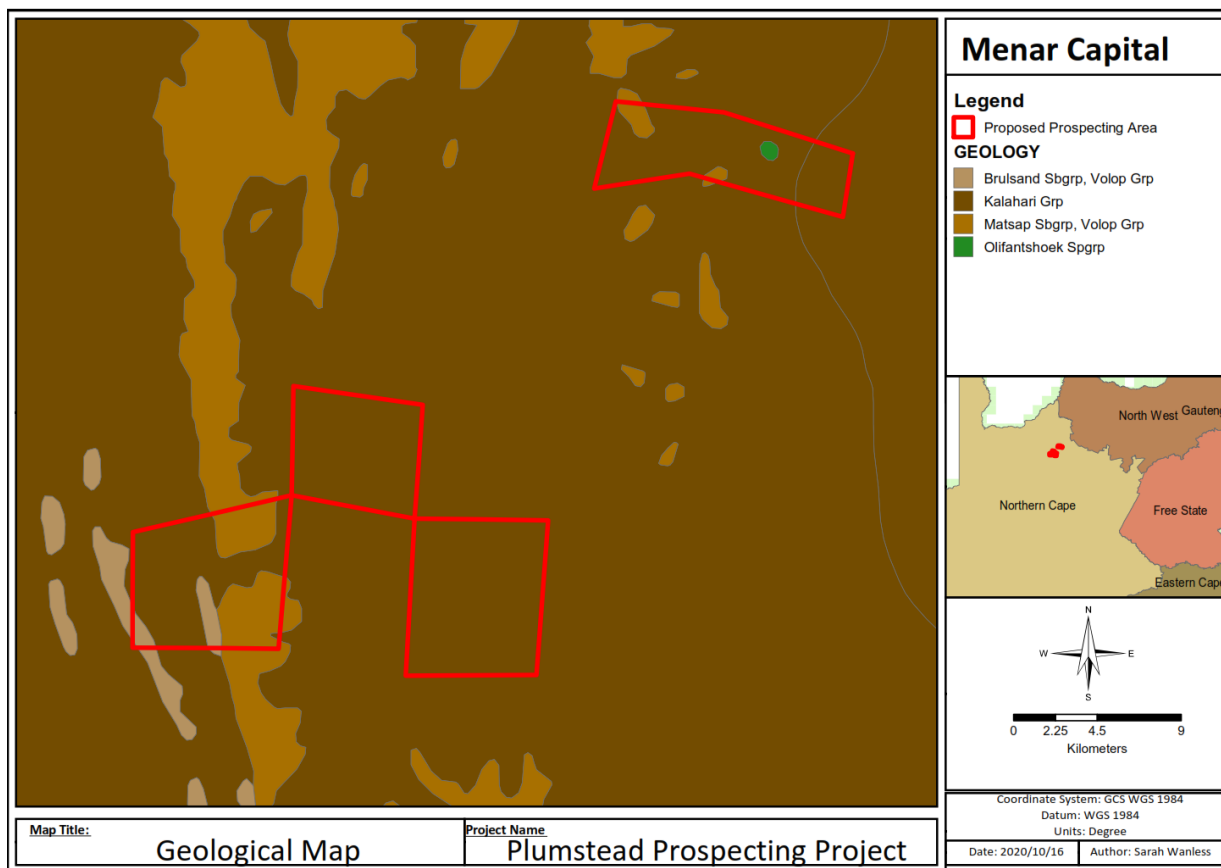 Menar Capital
Legend
Proposed Prospecting Area
GEOLOGY
Brulsand Sbgrp, Volop Grp
Kalahari Grp
Matsap Sbgrp, Volop Grp
Olifantshoek Spgrp
North West
Gauteng
Northern Cape
Free State
Eastern Cape
N
W E
S
0 2.25 4.5 9
Kilometers
Coordinate System: GCS WGS 1984
Datum: WGS 1984
Units: Degree
Date: 2020/10/16 Author: Sarah Wanless
Map Title:
Geological Map
Project Name
Plumstead Prospecting Project